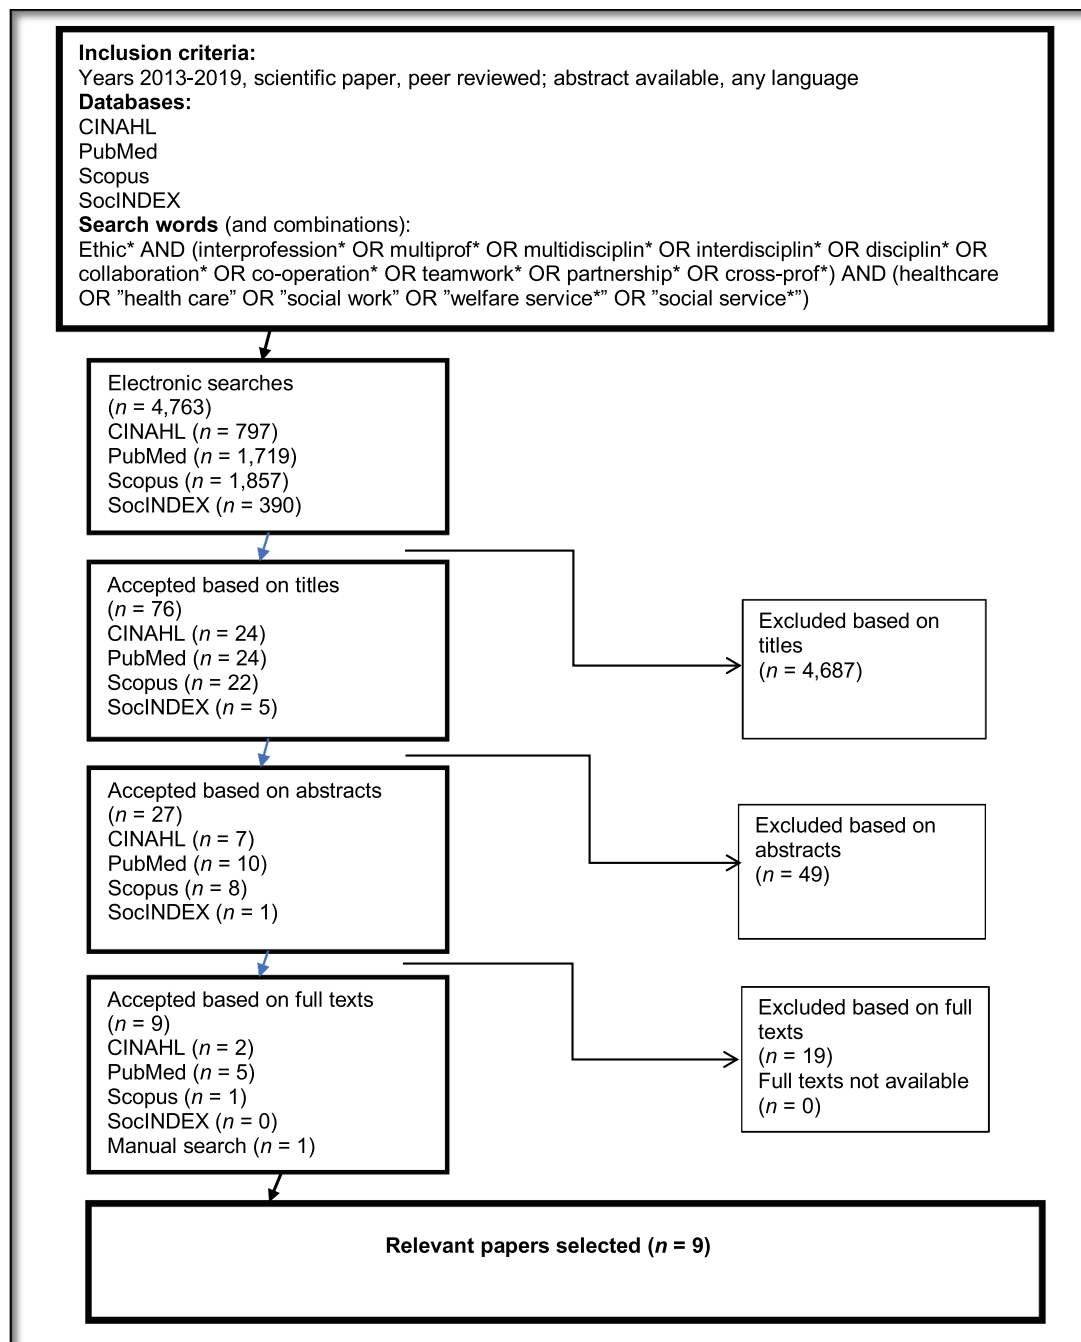 Inclusion criteria:
Years 2013-2019, scientific paper, peer reviewed; abstract available, any language
Databases:
CINAHL
PubMed
Scopus
SocINDEX
Search words (and combinations):
Ethic* AND (interprofession* OR multiprof* OR multidisciplin* OR interdisciplin* OR disciplin* OR
collaboration* OR co-operation* OR teamwork* OR partnership* OR cross-prof*) AND (healthcare
OR ”health care” OR ”social work” OR ”welfare service*” OR ”social service*”)
Electronic searches
(n = 4,763)
CINAHL (n = 797)
PubMed (n = 1,719)
Scopus (n = 1,857)
SocINDEX (n = 390)
Accepted based on titles
(n = 76)
CINAHL (n = 24)
PubMed (n = 24)
Scopus (n = 22)
SocINDEX (n = 5)
Excluded based on
titles
(n = 4,687)
Accepted based on abstracts
(n = 27)
CINAHL (n = 7)
PubMed (n = 10)
Scopus (n = 8)
SocINDEX (n = 1)
Excluded based on
abstracts
(n = 49)
Accepted based on full texts
(n = 9)
CINAHL (n = 2)
PubMed (n = 5)
Scopus (n = 1)
SocINDEX (n = 0)
Manual search (n = 1)
Excluded based on full
texts
(n = 19)
Full texts not available
(n = 0)
Relevant papers selected (n = 9)